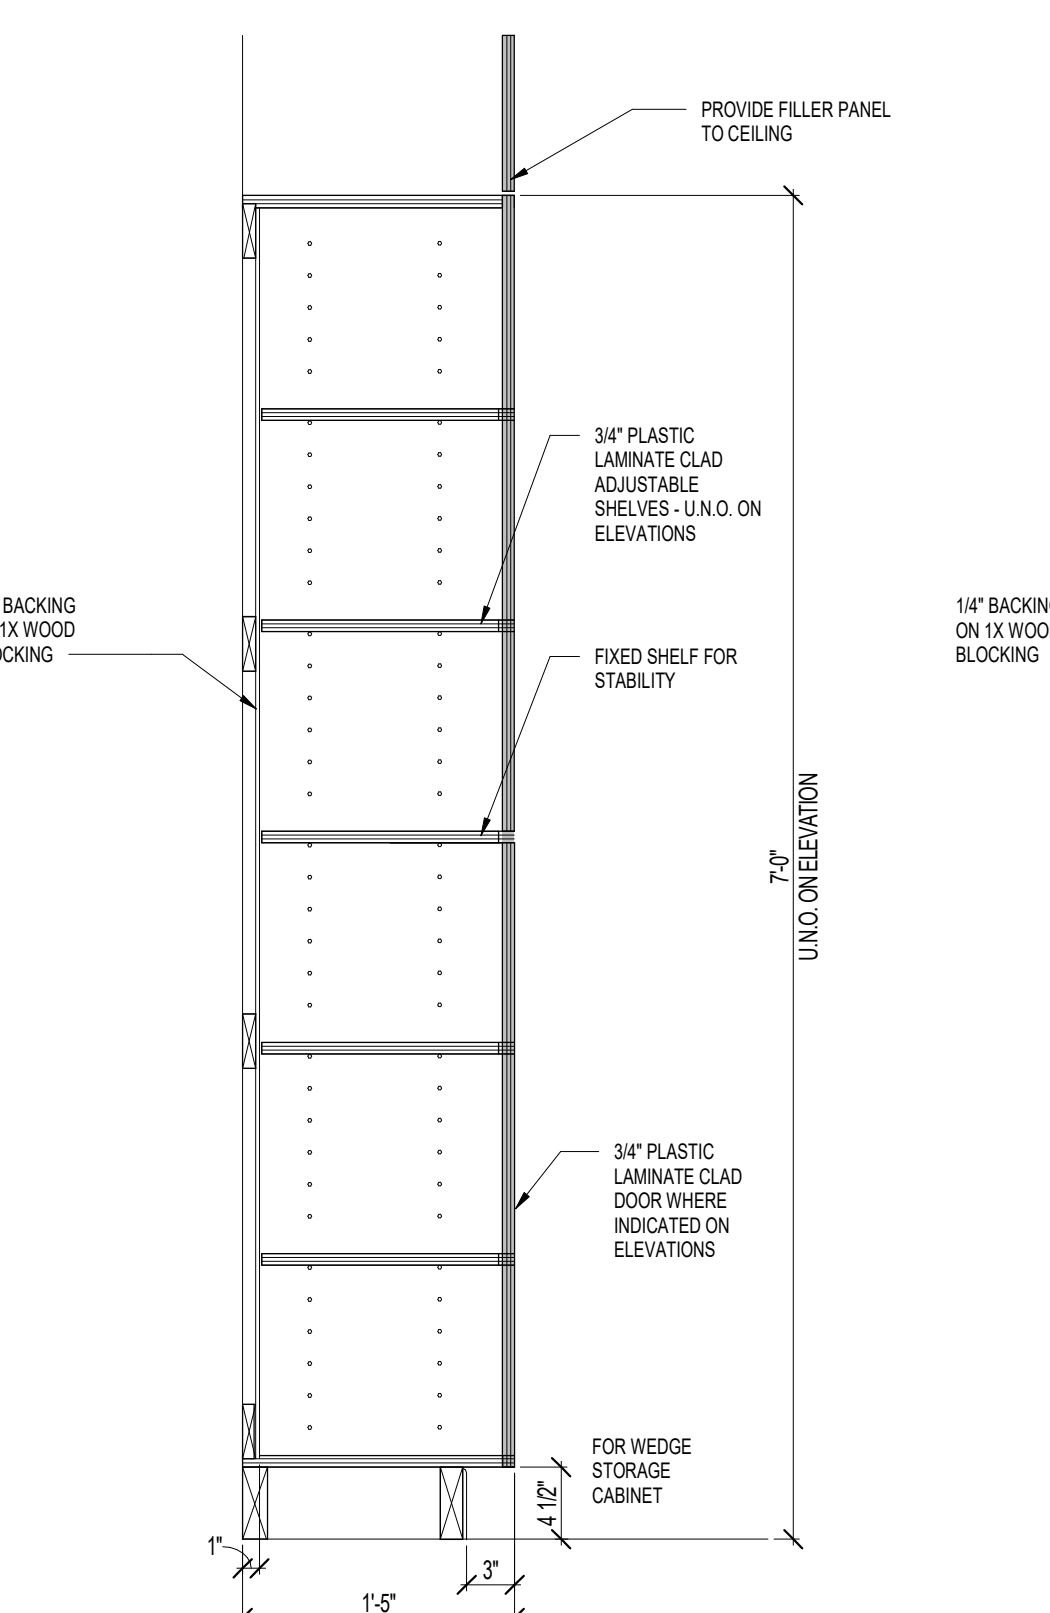 PROVIDE FILLER PANEL
TO CEILING
3/4" PLASTIC
LAMINATE CLAD
ADJUSTABLE
SHELVES - U.N.O. ON
ELEVATIONS
BACKING
1X WOOD
OCKING
1/4" BACKIN
ON 1X WOO
BLOCKING
FIXED SHELF FOR
STABILITY
7'-0"
U.N.O. ON ELEVATION
3/4" PLASTIC
LAMINATE CLAD
DOOR WHERE
INDICATED ON
ELEVATIONS
FOR WEDGE
STORAGE
CABINET
4 1/2"
1"
3"
1'-5"